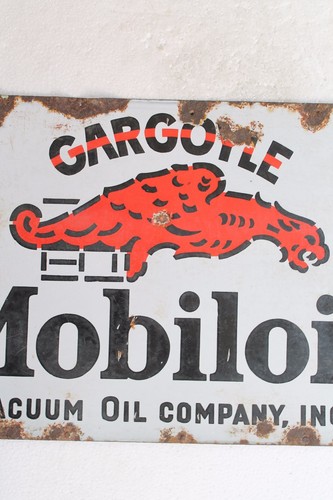 GARGOYLE
Mobiloi
ACUUM OIL COMPANY, INC